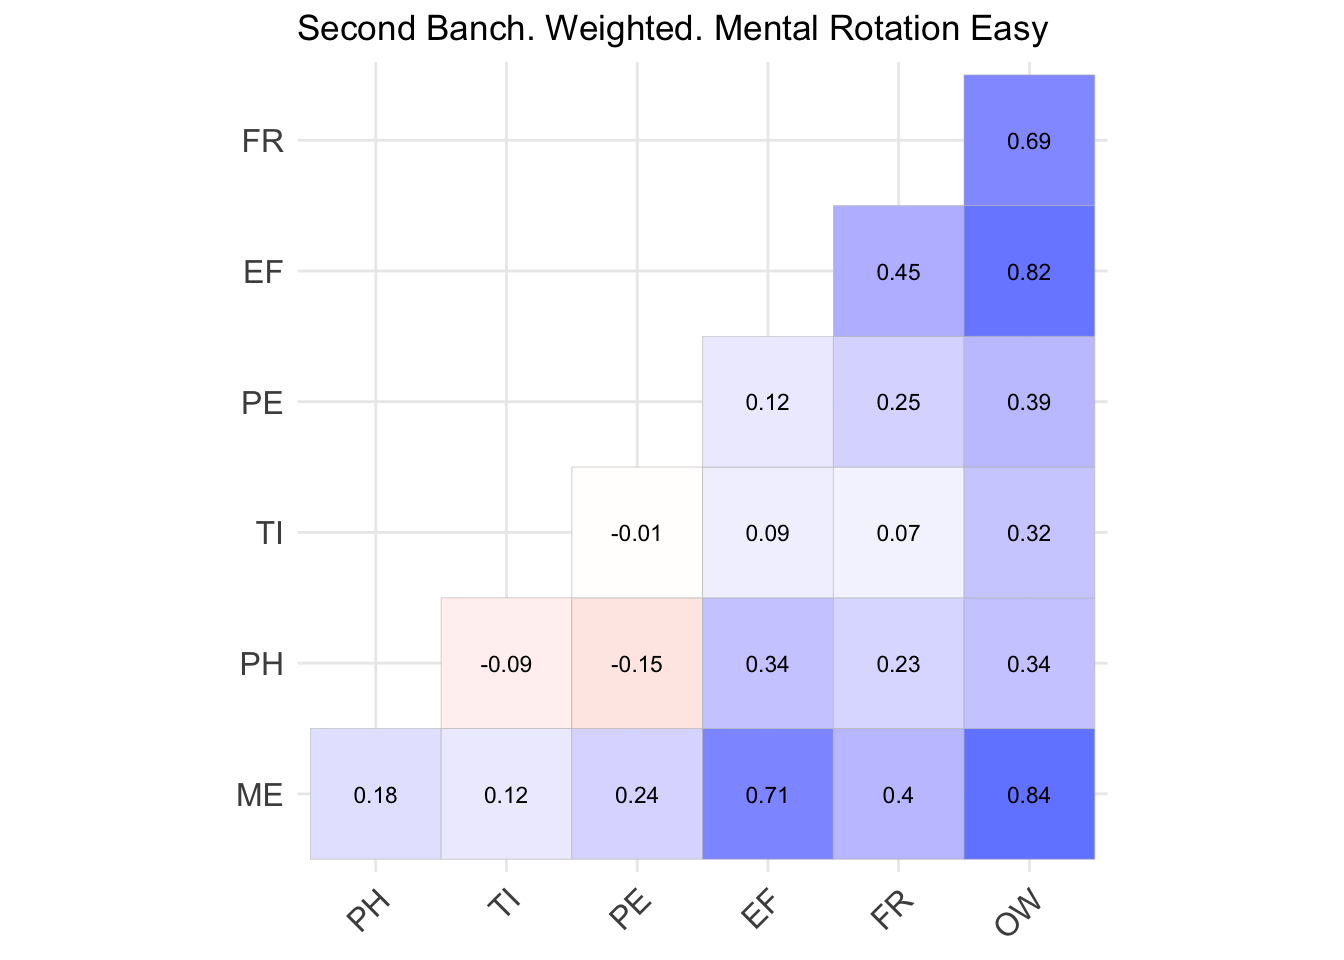 Second Banch. Weighted. Mental Rotation Easy
FR 0.69
EF 0.45 0.82
PE 0.12 0.25 0.39
TI -0.01 0.09 0.07 0.32
PH -0.09 -0.15 0.34 0.23 0.34
ME 0.18 0.12 0.24 0.71 0.4 0.84
PH TI PE EF FR OW